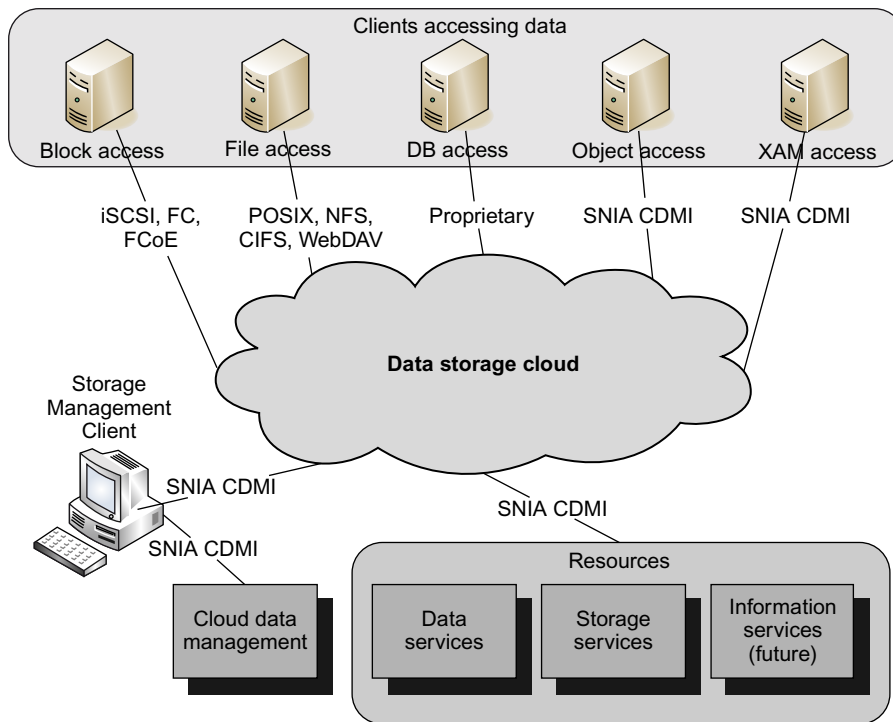 Clients accessing data
Block access
File access
DB access
Object access
XAM access
iSCSI, FC,
FCoE
POSIX, NFS,
CIFS, WebDAV
Proprietary
SNIA CDMI
SNIA CDMI
Data storage cloud
Storage
Management
Client
SNIA CDMI
SNIA CDMI
SNIA CDMI
Resources
Cloud data
management
Data
services
Storage
services
Information
services
(future)